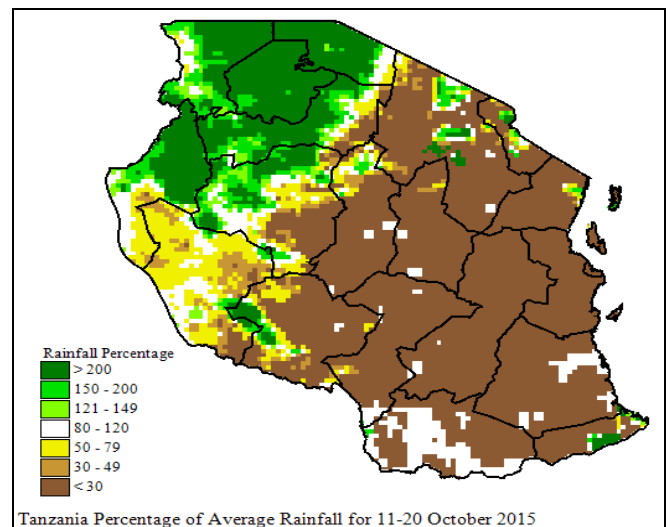 Rainfall Percentage
> 200
150 - 200
121 - 149
80 - 120
50 - 79
30 - 49
< 30
Tanzania Percentage of Average Rainfall for 11-20 October 2015